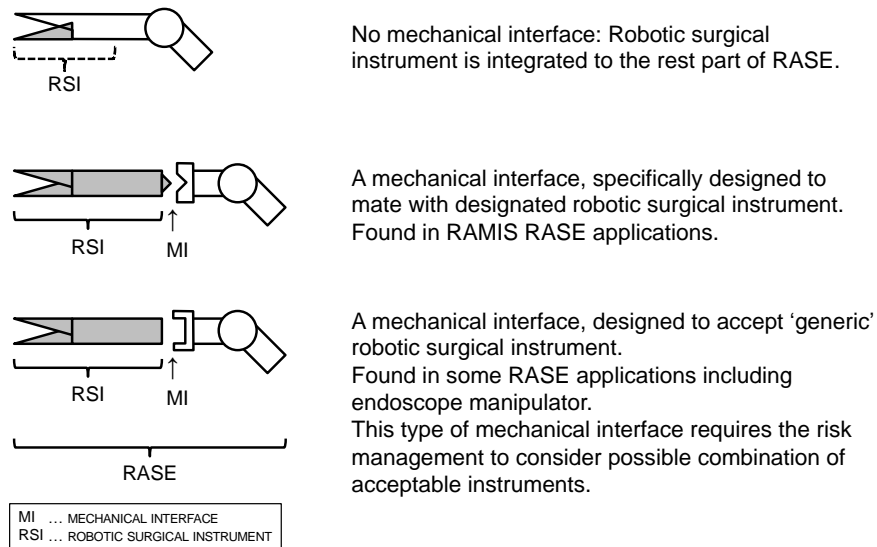 RSI
No mechanical interface: Robotic surgical
instrument is integrated to the rest part of RASE.
RSI
↑
MI
A mechanical interface, specifically designed to
mate with designated robotic surgical instrument.
Found in RAMIS RASE applications.
RSI
↑
MI
RASE
A mechanical interface, designed to accept ‘generic’
robotic surgical instrument.
Found in some RASE applications including
endoscope manipulator.
This type of mechanical interface requires the risk
management to consider possible combination of
acceptable instruments.
MI … MECHANICAL INTERFACE
RSI … ROBOTIC SURGICAL INSTRUMENT